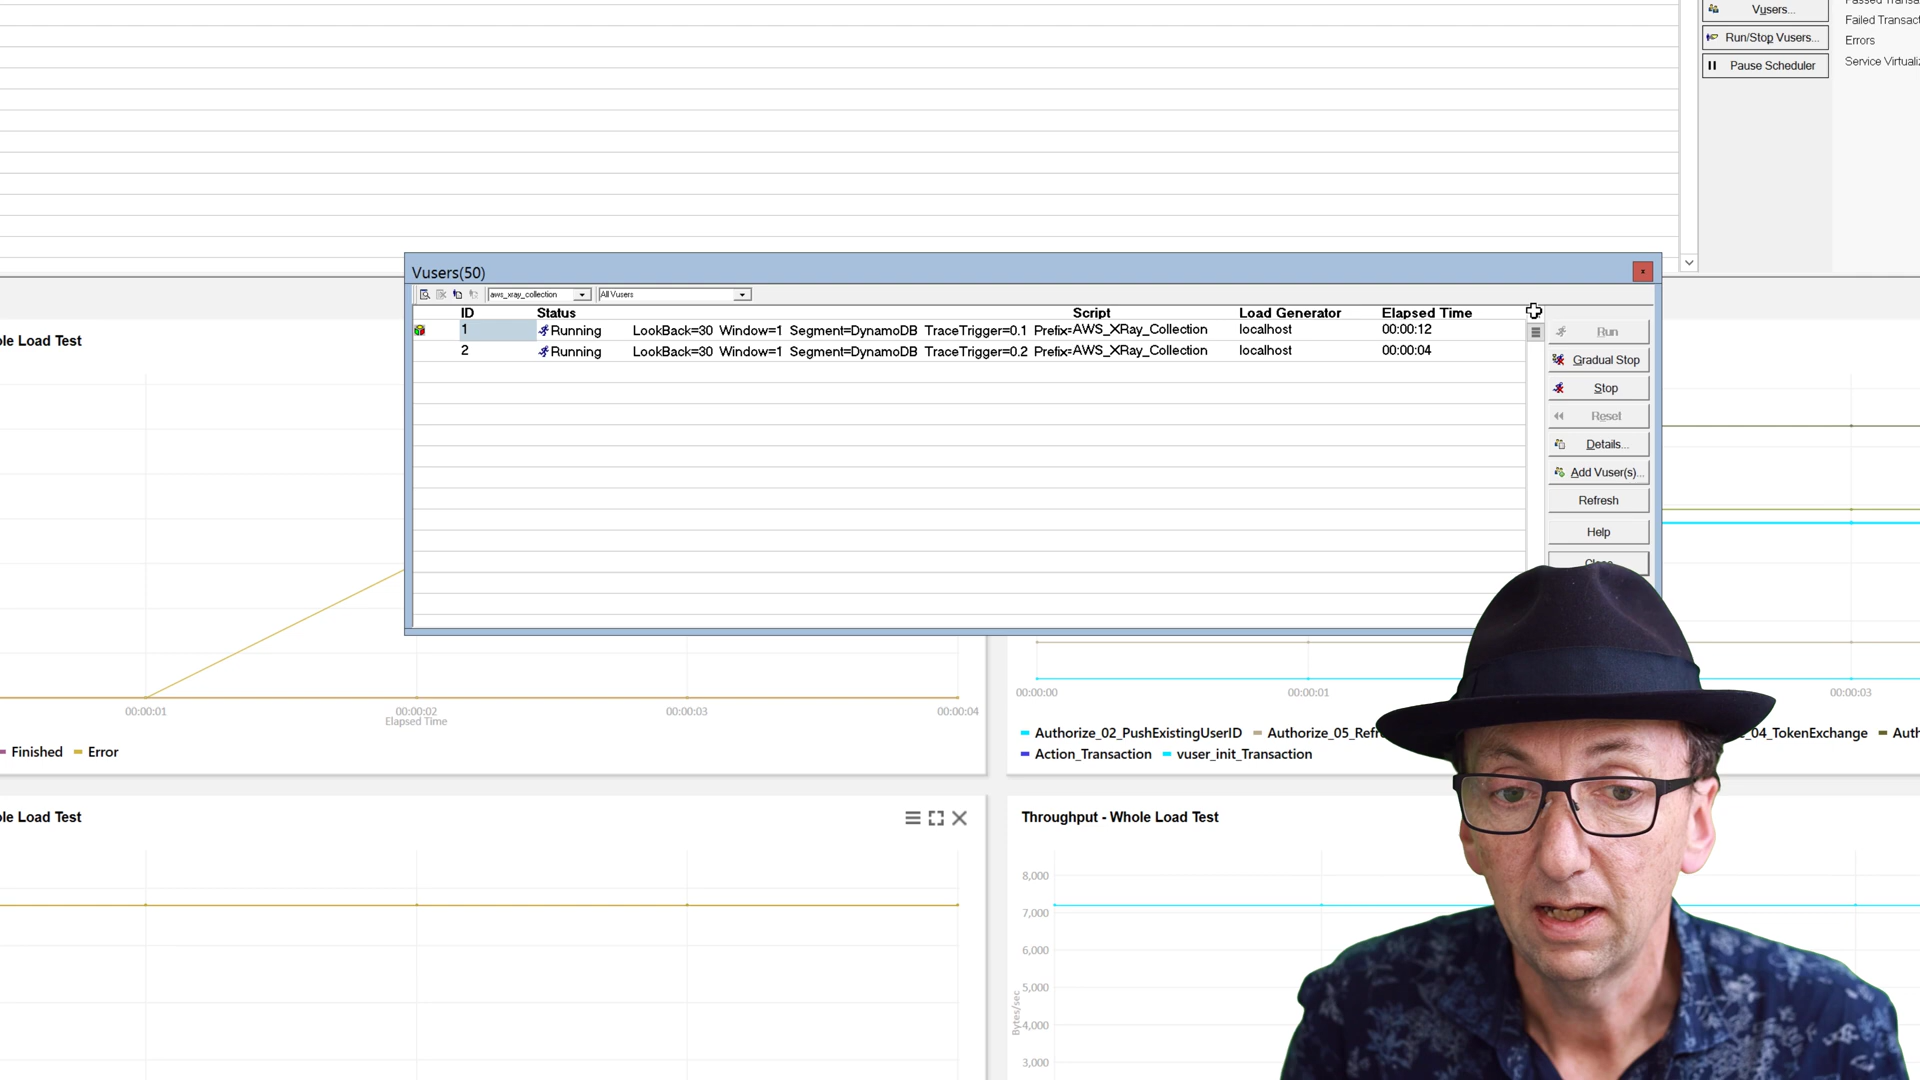 Vusers...
Failed Transact
Run/Stop Vusers...
Errors
Service Virtualiz
Pause Scheduler
Vusers(50)
aws_xray_collection All Vusers
ID Status Script Load Generator Elapsed Time
1 Running LookBack=30 Window=1 Segment=DynamoDB TraceTrigger=0.1 Prefix=AWS_XRay_Collection localhost 00:00:12
2 Running LookBack=30 Window=1 Segment=DynamoDB TraceTrigger=0.2 Prefix=AWS_XRay_Collection localhost 00:00:04
Run
Gradual Stop
Stop
Reset
Details...
Add Vuser(s)...
Refresh
Help
ole Load Test
00:00:01 00:00:02 00:00:03 00:00:04
Elapsed Time
Finished Error
00:00:00 00:00:01 00:00:03
Authorize_02_PushExistingUserID Authorize_05_Refr _04_TokenExchange Auth
Action_Transaction vuser_init_Transaction
ole Load Test
Throughput - Whole Load Test
8,000
7,000
6,000
5,000
4,000
3,000
Bytes/sec